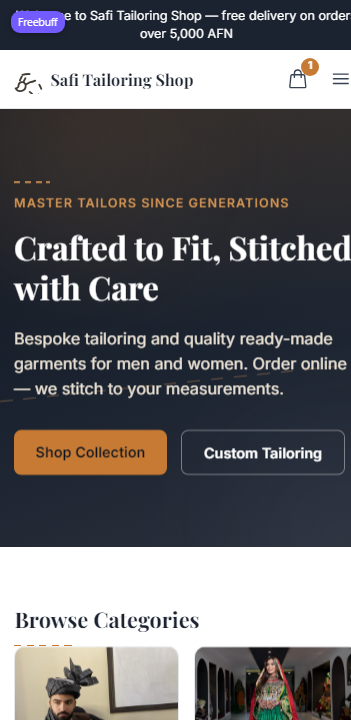 Freebuff
e to Safi Tailoring Shop — free delivery on order
over 5,000 AFN
Safi Tailoring Shop
1
MASTER TAILORS SINCE GENERATIONS
Crafted to Fit, Stitched
with Care
Bespoke tailoring and quality ready-made
garments for men and women. Order online
— we stitch to your measurements.
Shop Collection
Custom Tailoring
Browse Categories